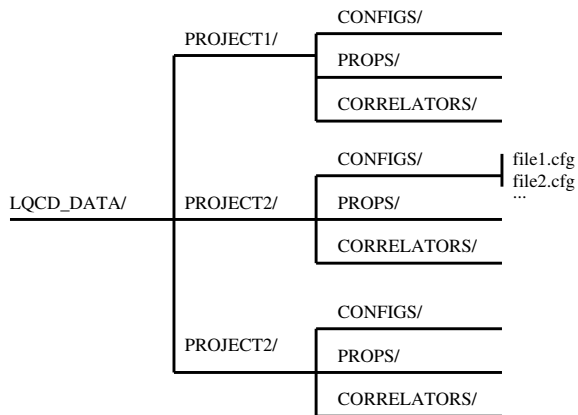 CONFIGS/
PROJECT1/
PROPS/
CORRELATORS/
CONFIGS/
file1.cfg
file2.cfg
...
LQCD_DATA/
PROJECT2/
PROPS/
CORRELATORS/
CONFIGS/
PROJECT2/
PROPS/
CORRELATORS/